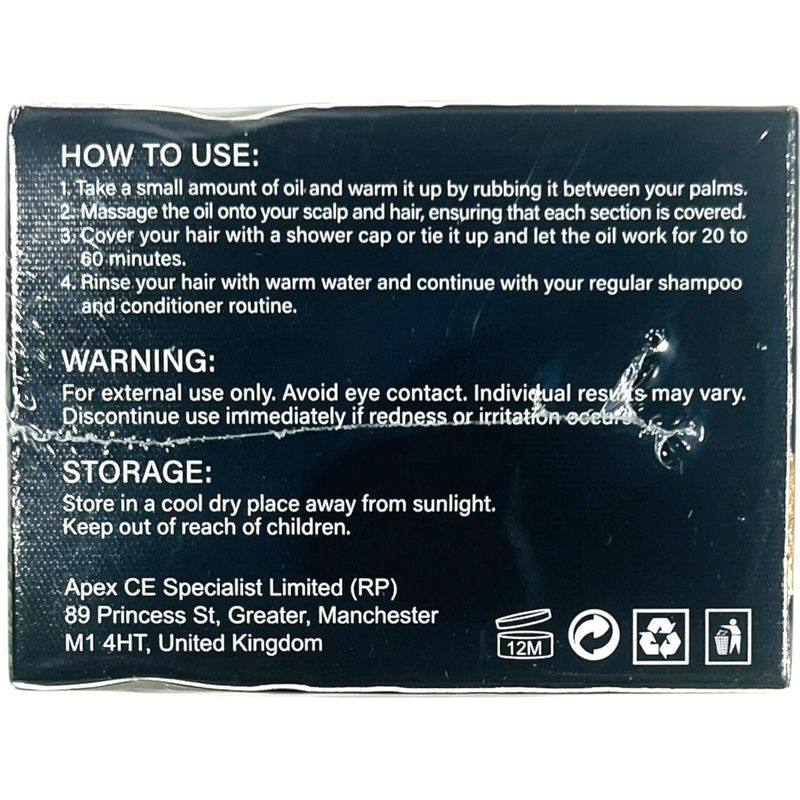 HOW TO USE:
1. Take a small amount of oil and warm it up by rubbing it between your palms.
2. Massage the oil onto your scalp and hair, ensuring that each section is covered.
3. Cover your hair with a shower cap or tie it up and let the oil work for 20 to
60 minutes.
4. Rinse your hair with warm water and continue with your regular shampoo
and conditioner routine.
WARNING:
For external use only. Avoid eye contact. Individual results may vary.
Discontinue use immediately if redness or irritation occurs.
STORAGE:
Store in a cool dry place away from sunlight.
Keep out of reach of children.
Apex CE Specialist Limited (RP)
89 Princess St, Greater, Manchester
M1 4HT, United Kingdom
12M